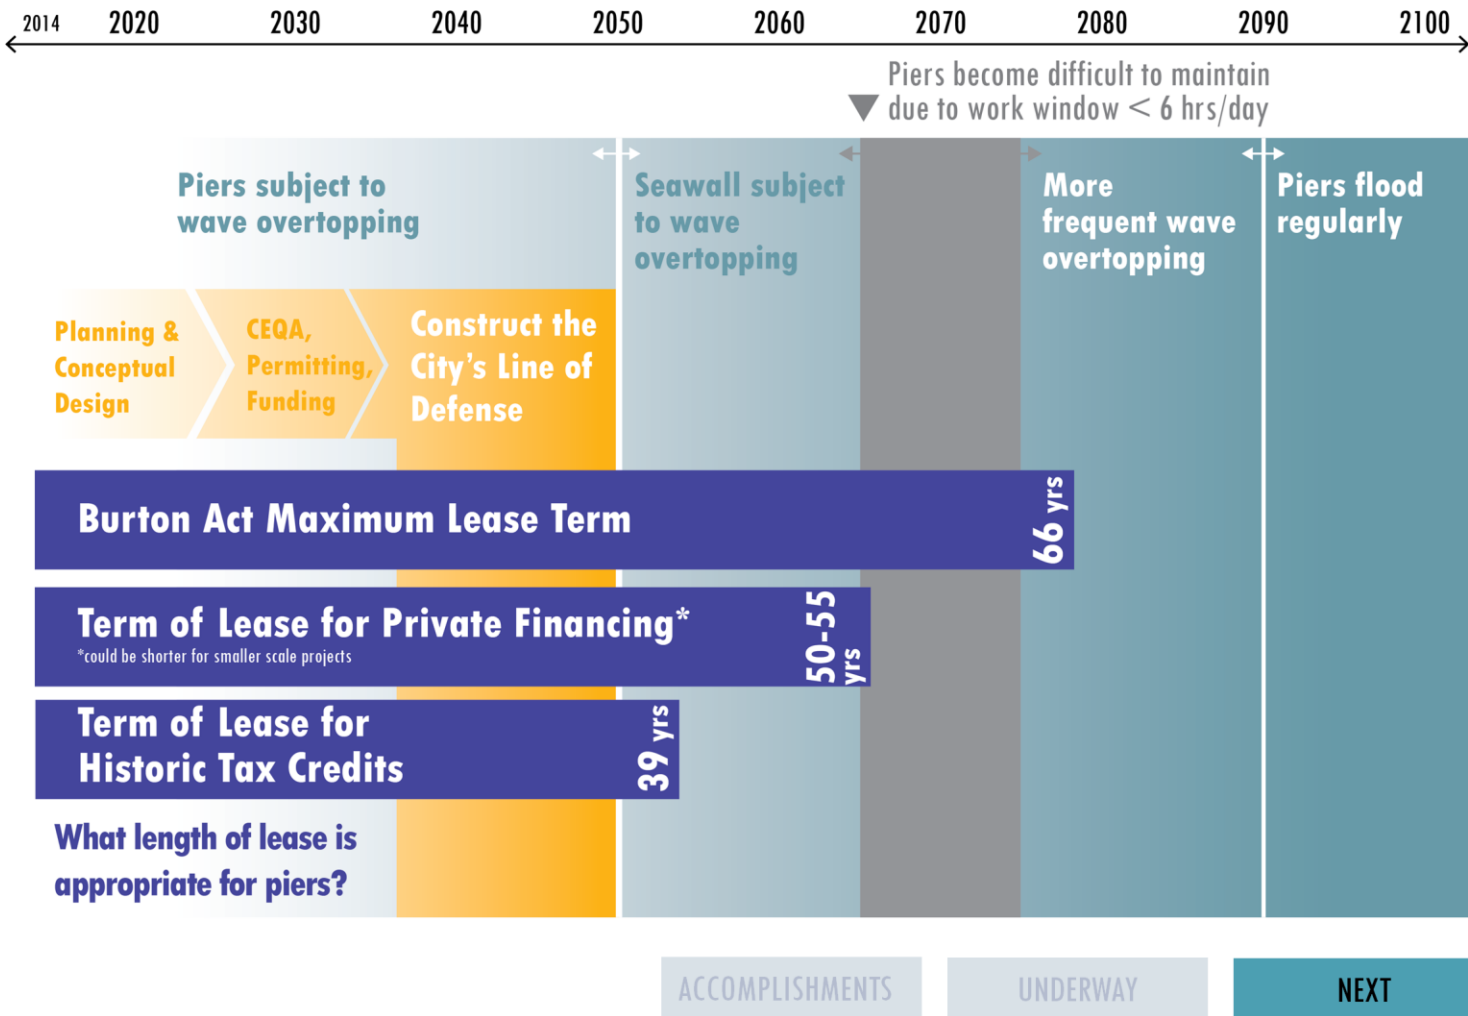 2014 2020 2030 2040 2050 2060 2070 2080 2090 2100
Piers become difficult to maintain
due to work window < 6 hrs/day
Piers subject to
wave overtopping
Seawall subject
to wave
overtopping
More
frequent wave
overtopping
Piers flood
regularly
Planning &
Conceptual
Design
CEQA,
Permitting,
Funding
Construct the
City's Line of
Defense
Burton Act Maximum Lease Term
66 yrs
Term of Lease for Private Financing*
*could be shorter for smaller scale projects
50-55
yrs
Term of Lease for
Historic Tax Credits
39 yrs
What length of lease is
appropriate for piers?
ACCOMPLISHMENTS
UNDERWAY
NEXT